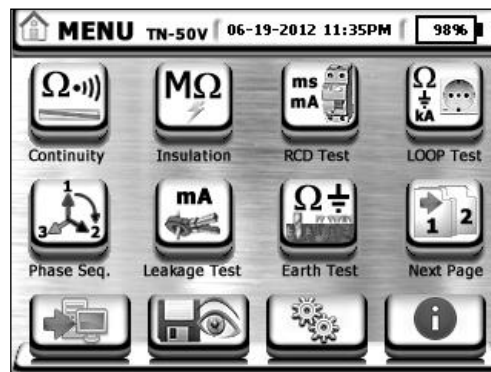 MENU TN-50V 06-19-2012 11:35PM 98%
Ω MΩ ms mA Ω kA
Continuity Insulation RCD Test LOOP Test
1 3 2 mA Ω 1 2
Phase Seq. Leakage Test Earth Test Next Page
i